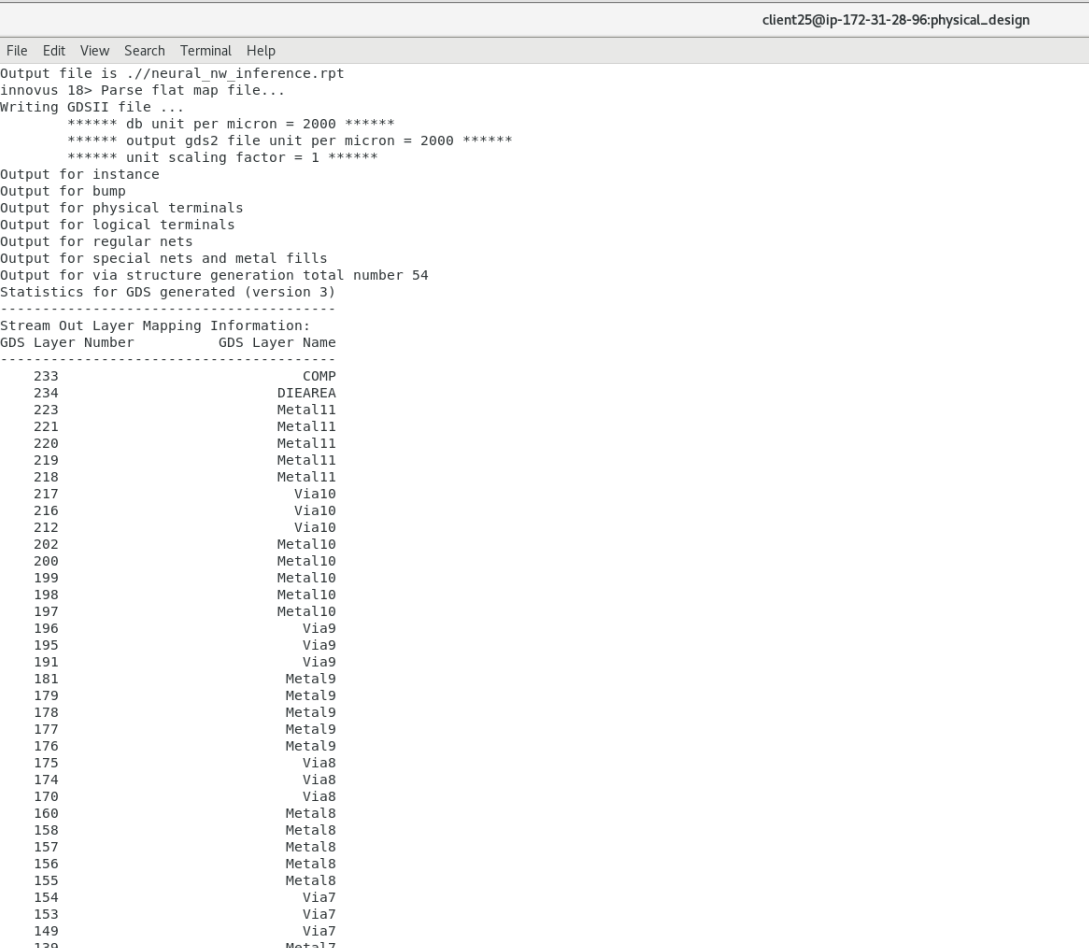 client25@ip-172-31-28-96:physical_design
File Edit View Search Terminal Help
Output file is .//neural_nw_inference.rpt
innovus 18> Parse flat map file...
Writing GDSII file ...
****** db unit per micron = 2000 ******
****** output gds2 file unit per micron = 2000 ******
****** unit scaling factor = 1 ******
Output for instance
Output for bump
Output for physical terminals
Output for logical terminals
Output for regular nets
Output for special nets and metal fills
Output for via structure generation total number 54
Statistics for GDS generated (version 3)
----------------------------------------
Stream Out Layer Mapping Information:
GDS Layer Number GDS Layer Name
----------------------------------------
233 COMP
234 DIEAREA
223 Metal11
221 Metal11
220 Metal11
219 Metal11
218 Metal11
217 Via10
216 Via10
212 Via10
202 Metal10
200 Metal10
199 Metal10
198 Metal10
197 Metal10
196 Via9
195 Via9
191 Via9
181 Metal9
179 Metal9
178 Metal9
177 Metal9
176 Metal9
175 Via8
174 Via8
170 Via8
160 Metal8
158 Metal8
157 Metal8
156 Metal8
155 Metal8
154 Via7
153 Via7
149 Via7
139 Metal7